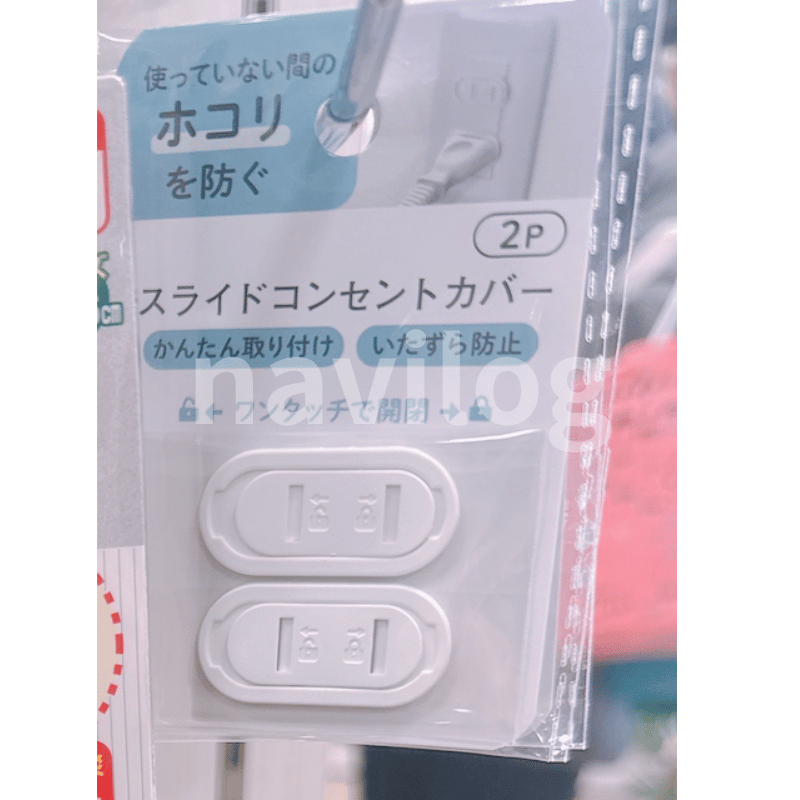 使っていない間の
ホコリ
を防ぐ
2P
スライドコンセントカバー
かんたん取り付け
いたずら防止
ワンタッチで開閉
navilog